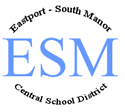 Eastport - South Manor
ESM
Central School District